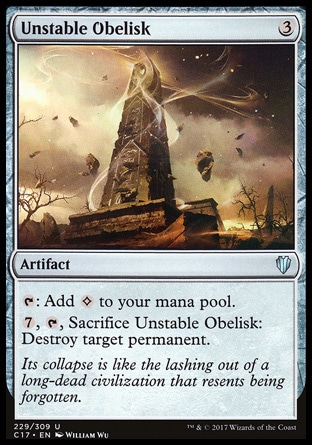 Unstable Obelisk 3
Artifact
: Add to your mana pool.
7, , Sacrifice Unstable Obelisk:
Destroy target permanent.
Its collapse is like the lashing out of a
long-dead civilization that resents being
forgotten.
229/309 U
C17 • EN William Wu
™ & © 2017 Wizards of the Coast